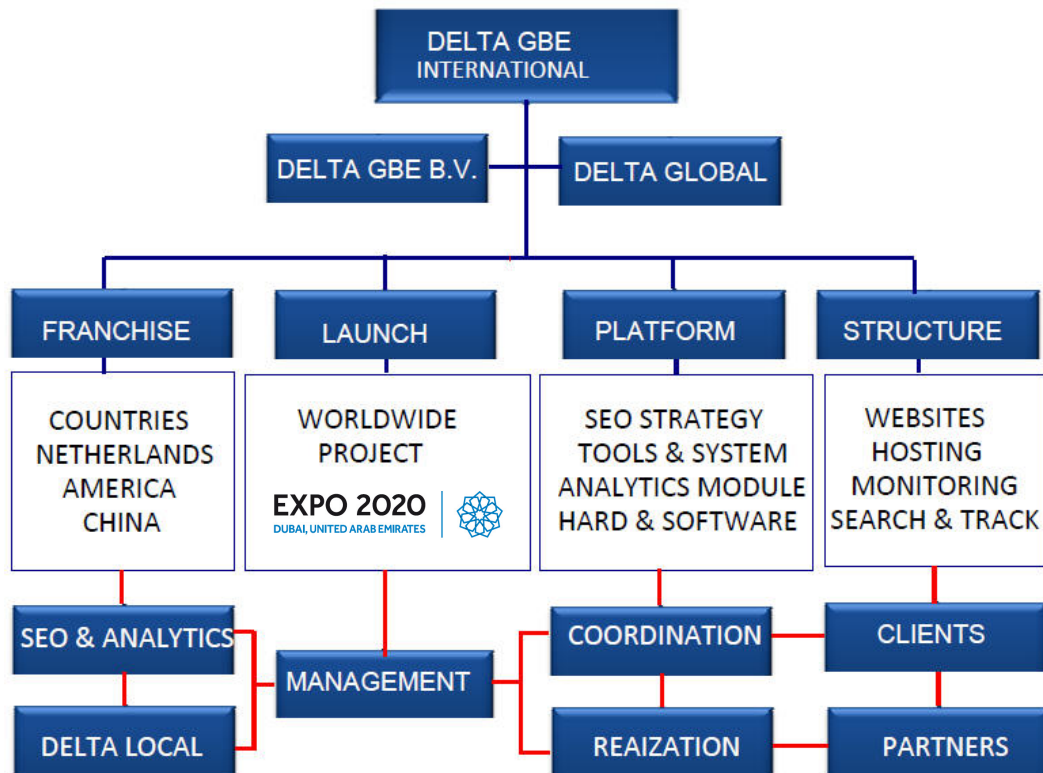 DELTA GBE
INTERNATIONAL
DELTA GBE B.V.
DELTA GLOBAL
FRANCHISE
LAUNCH
PLATFORM
STRUCTURE
COUNTRIES
NETHERLANDS
AMERICA
CHINA
WORLDWIDE
PROJECT
EXPO 2020
DUBAI, UNITED ARAB EMIRATES
SEO STRATEGY
TOOLS & SYSTEM
ANALYTICS MODULE
HARD & SOFTWARE
WEBSITES
HOSTING
MONITORING
SEARCH & TRACK
SEO & ANALYTICS
MANAGEMENT
COORDINATION
CLIENTS
DELTA LOCAL
REAIZATION
PARTNERS